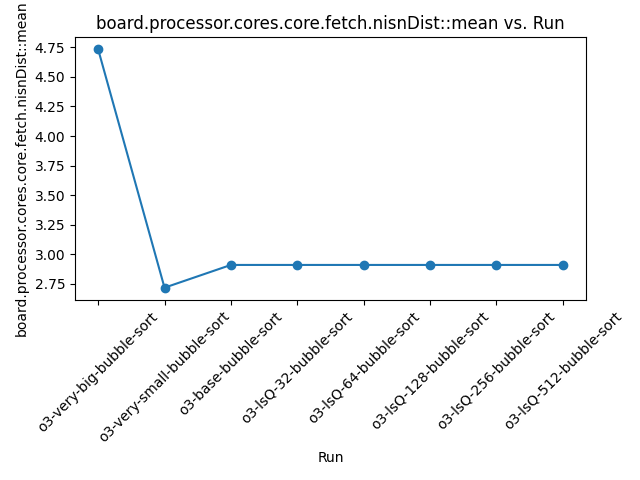 board.processor.cores.core.fetch.nisnDist::mean vs. Run
board.processor.cores.core.fetch.nisnDist::mean
4.75
4.50
4.25
4.00
3.75
3.50
3.25
3.00
2.75
o3-very-big-bubble-sort
o3-very-small-bubble-sort
o3-base-bubble-sort
o3-lsQ-32-bubble-sort
o3-lsQ-64-bubble-sort
o3-lsQ-128-bubble-sort
o3-lsQ-256-bubble-sort
o3-lsQ-512-bubble-sort
Run